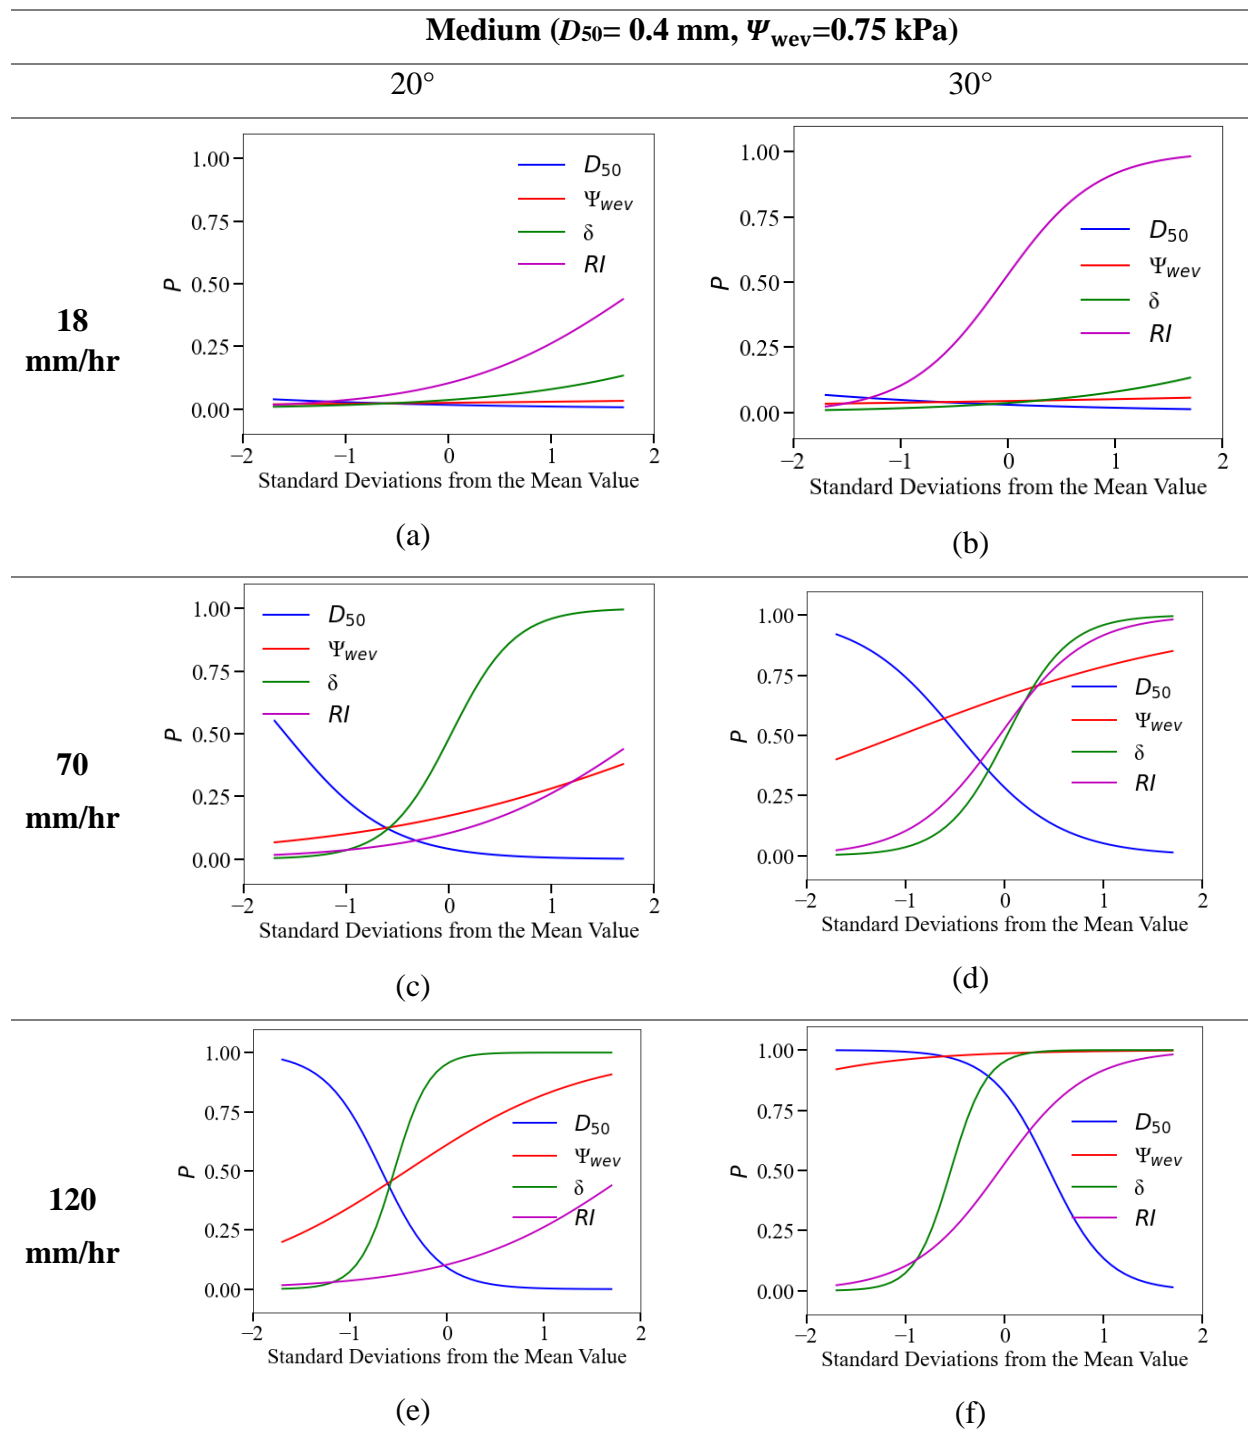 Medium (D50= 0.4 mm, Ψwev=0.75 kPa)
20° 30°
18
mm/hr
1.00
0.75
0.50
0.25
0.00
P
D50
Ψwev
δ
RI
−2 −1 0 1 2
Standard Deviations from the Mean Value
(a)
1.00
0.75
0.50
0.25
0.00
P
D50
Ψwev
δ
RI
−2 −1 0 1 2
Standard Deviations from the Mean Value
(b)
70
mm/hr
1.00
0.75
0.50
0.25
0.00
P
D50
Ψwev
δ
RI
−2 −1 0 1 2
Standard Deviations from the Mean Value
(c)
1.00
0.75
0.50
0.25
0.00
P
D50
Ψwev
δ
RI
−2 −1 0 1 2
Standard Deviations from the Mean Value
(d)
120
mm/hr
1.00
0.75
0.50
0.25
0.00
P
D50
Ψwev
δ
RI
−2 −1 0 1 2
Standard Deviations from the Mean Value
(e)
1.00
0.75
0.50
0.25
0.00
P
D50
Ψwev
δ
RI
−2 −1 0 1 2
Standard Deviations from the Mean Value
(f)